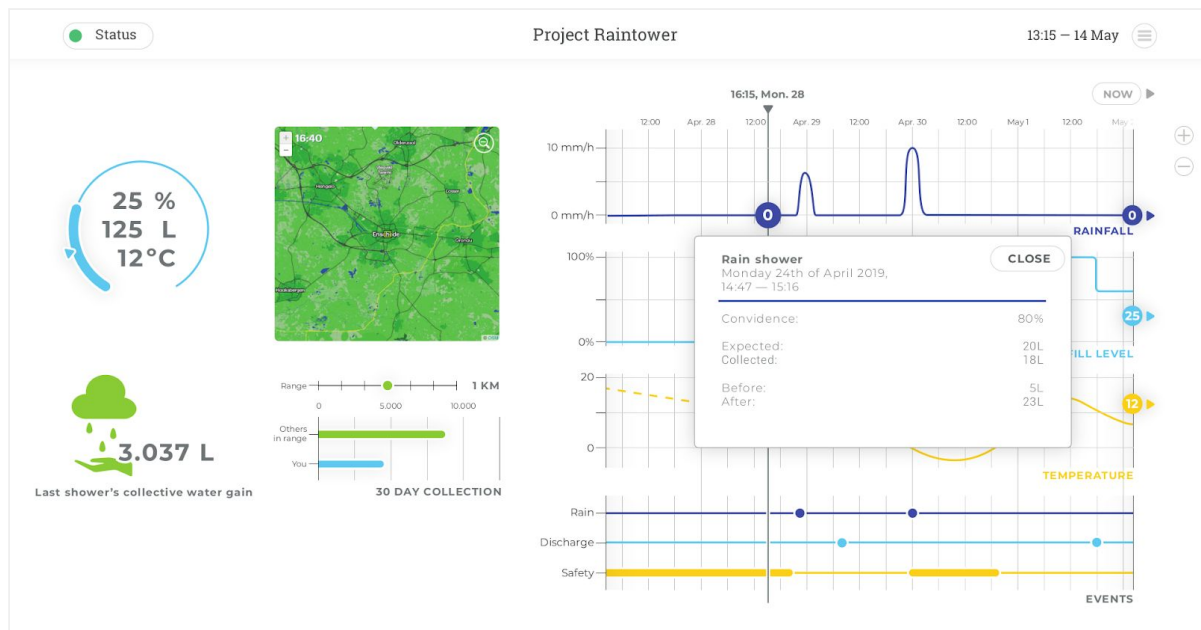 Status
Project Raintower
13:15 — 14 May
NOW
16:15, Mon. 28
12:00 Apr. 28 12:00 Apr. 29 12:00 Apr. 30 12:00 May 1 12:00 May
10 mm/h
0 mm/h
0
0
RAINFALL
16:40
Enschede
Hengelo
25 %
125 L
12°C
Rain shower
CLOSE
Monday 24th of April 2019,
14:47 — 15:16
Convidence: 80%
Expected: 20L
Collected: 18L
Before: 5L
After: 23L
100%
0%
25
FILL LEVEL
20
0
12
TEMPERATURE
3.037 L
Last shower's collective water gain
Range 1 KM
0 5.000 10.000
Others
in range
You
30 DAY COLLECTION
Rain
Discharge
Safety
EVENTS